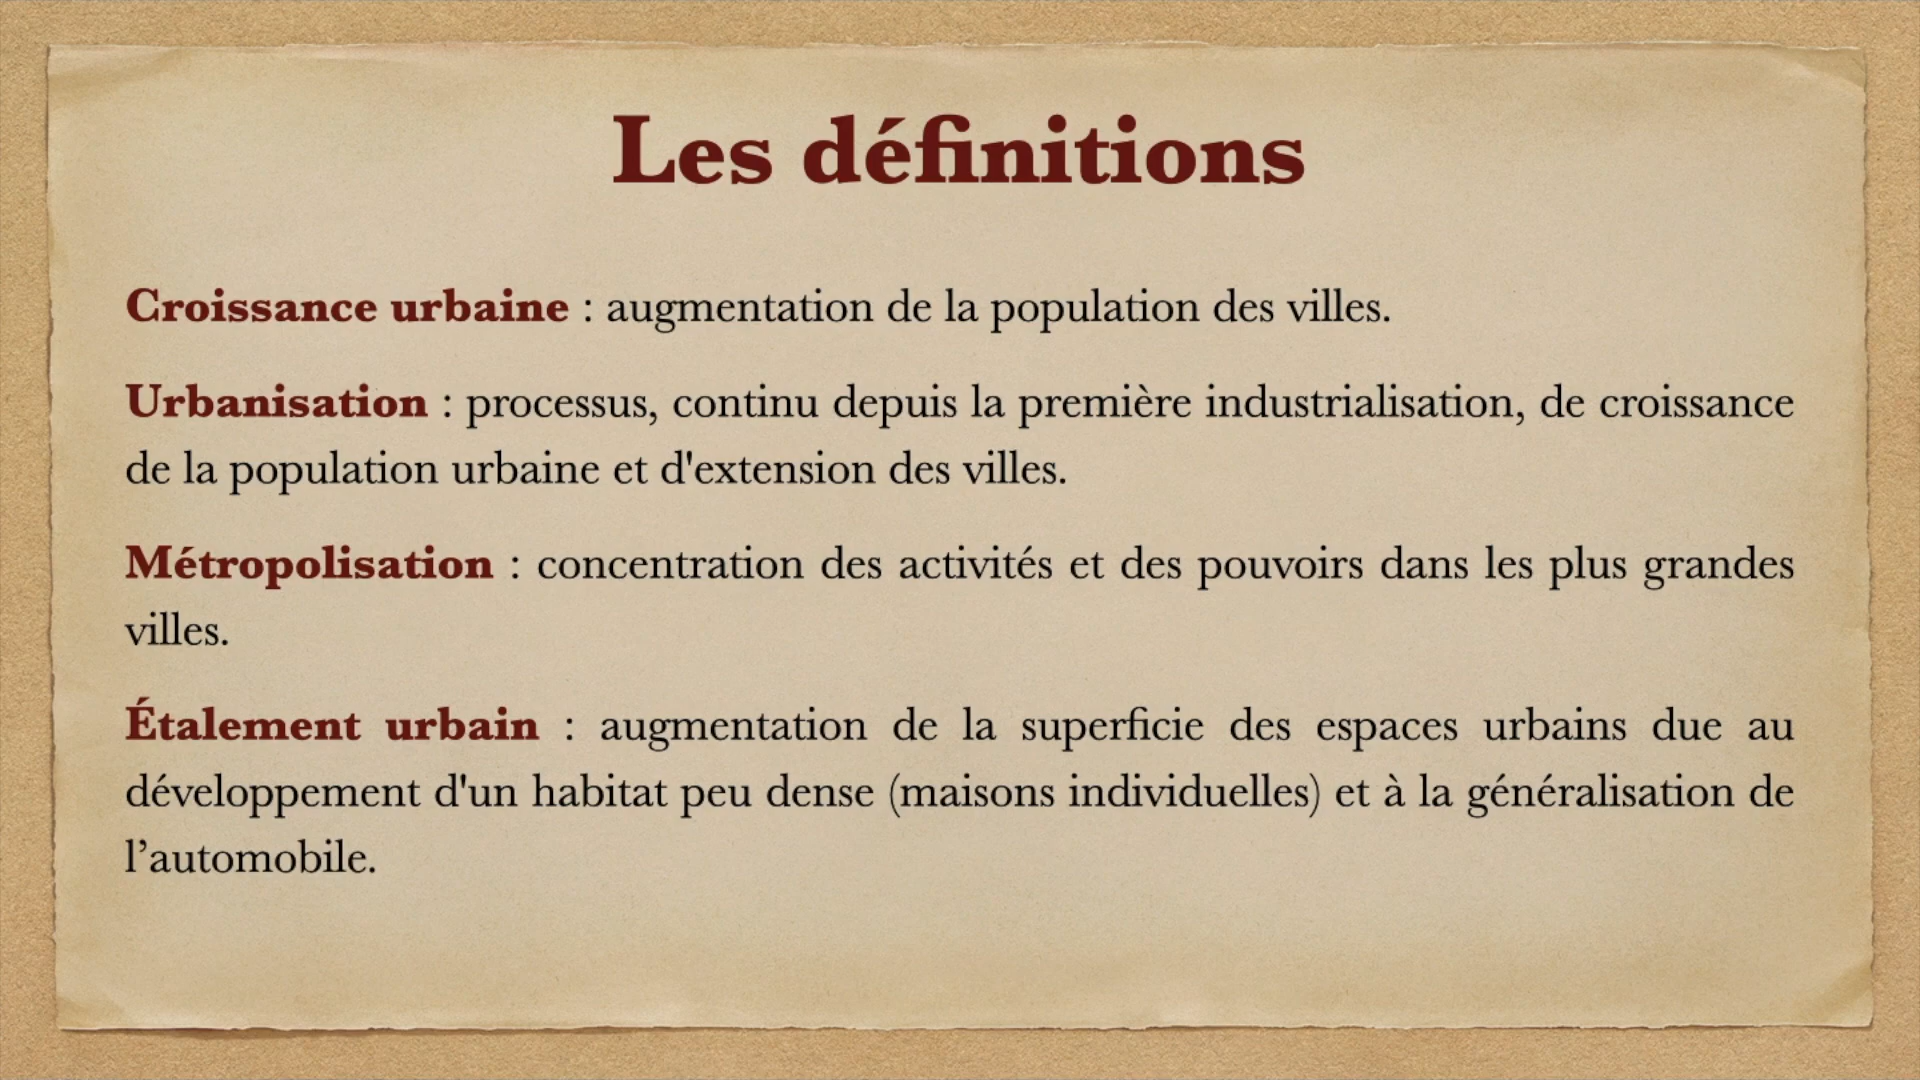 Les définitions
Croissance urbaine : augmentation de la population des villes.
Urbanisation : processus, continu depuis la première industrialisation, de croissance
de la population urbaine et d'extension des villes.
Métropolisation : concentration des activités et des pouvoirs dans les plus grandes
villes.
Étalement urbain : augmentation de la superficie des espaces urbains due au
développement d'un habitat peu dense (maisons individuelles) et à la généralisation de
l’automobile.